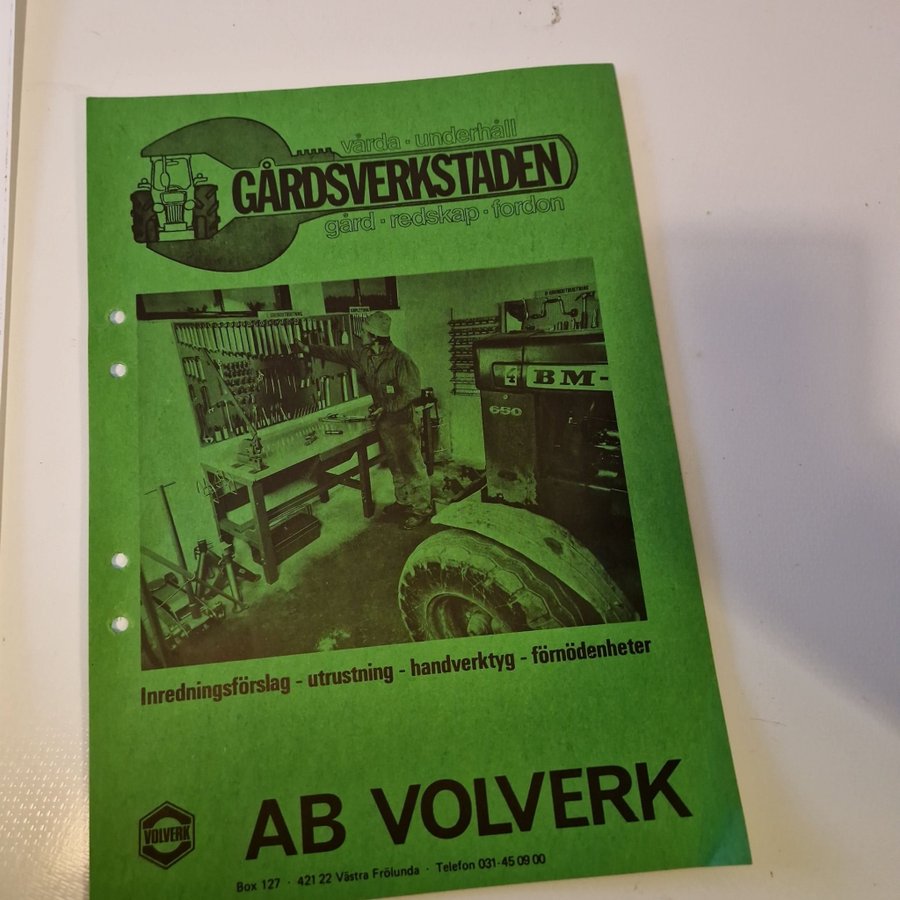 vårda · underhåll
GÅRDSVERKSTADEN
gård · redskap · fordon
BM-
650
Inredningsförslag - utrustning - handverktyg - förnödenheter
VOLVERK
AB VOLVERK
Box 127 · 421 22 Västra Frölunda · Telefon 031-45 09 00